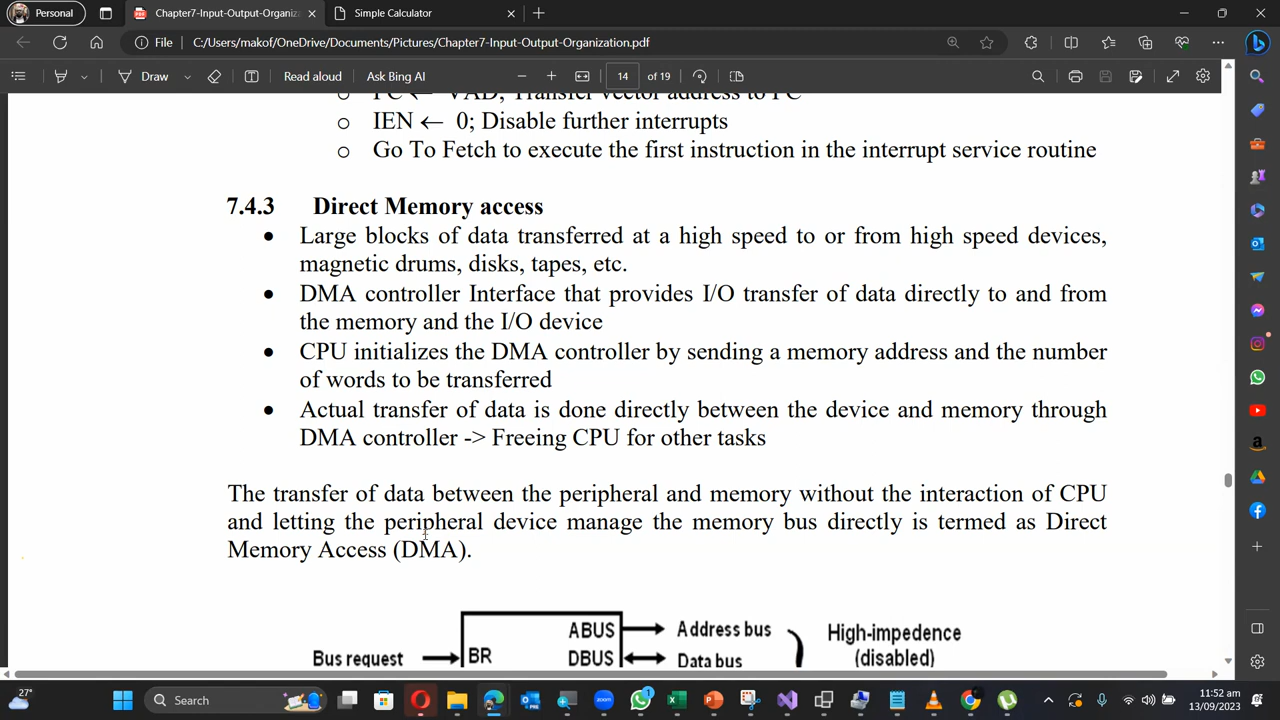 Personal
Chapter7-Input-Output-Organiza
Simple Calculator
File
C:/Users/makof/OneDrive/Documents/Pictures/Chapter7-Input-Output-Organization.pdf
Draw
Read aloud
Ask Bing AI
14
of 19
o PC ← VAD; Transfer vector address to PC
o IEN ← 0; Disable further interrupts
o Go To Fetch to execute the first instruction in the interrupt service routine
7.4.3 Direct Memory access
• Large blocks of data transferred at a high speed to or from high speed devices,
magnetic drums, disks, tapes, etc.
• DMA controller Interface that provides I/O transfer of data directly to and from
the memory and the I/O device
• CPU initializes the DMA controller by sending a memory address and the number
of words to be transferred
• Actual transfer of data is done directly between the device and memory through
DMA controller -> Freeing CPU for other tasks
The transfer of data between the peripheral and memory without the interaction of CPU
and letting the peripheral device manage the memory bus directly is termed as Direct
Memory Access (DMA).
ABUS
Address bus
High-impedence
Bus request
BR
DBUS
Data bus
(disabled)
27°
Search
1
11:52 am
13/09/2023